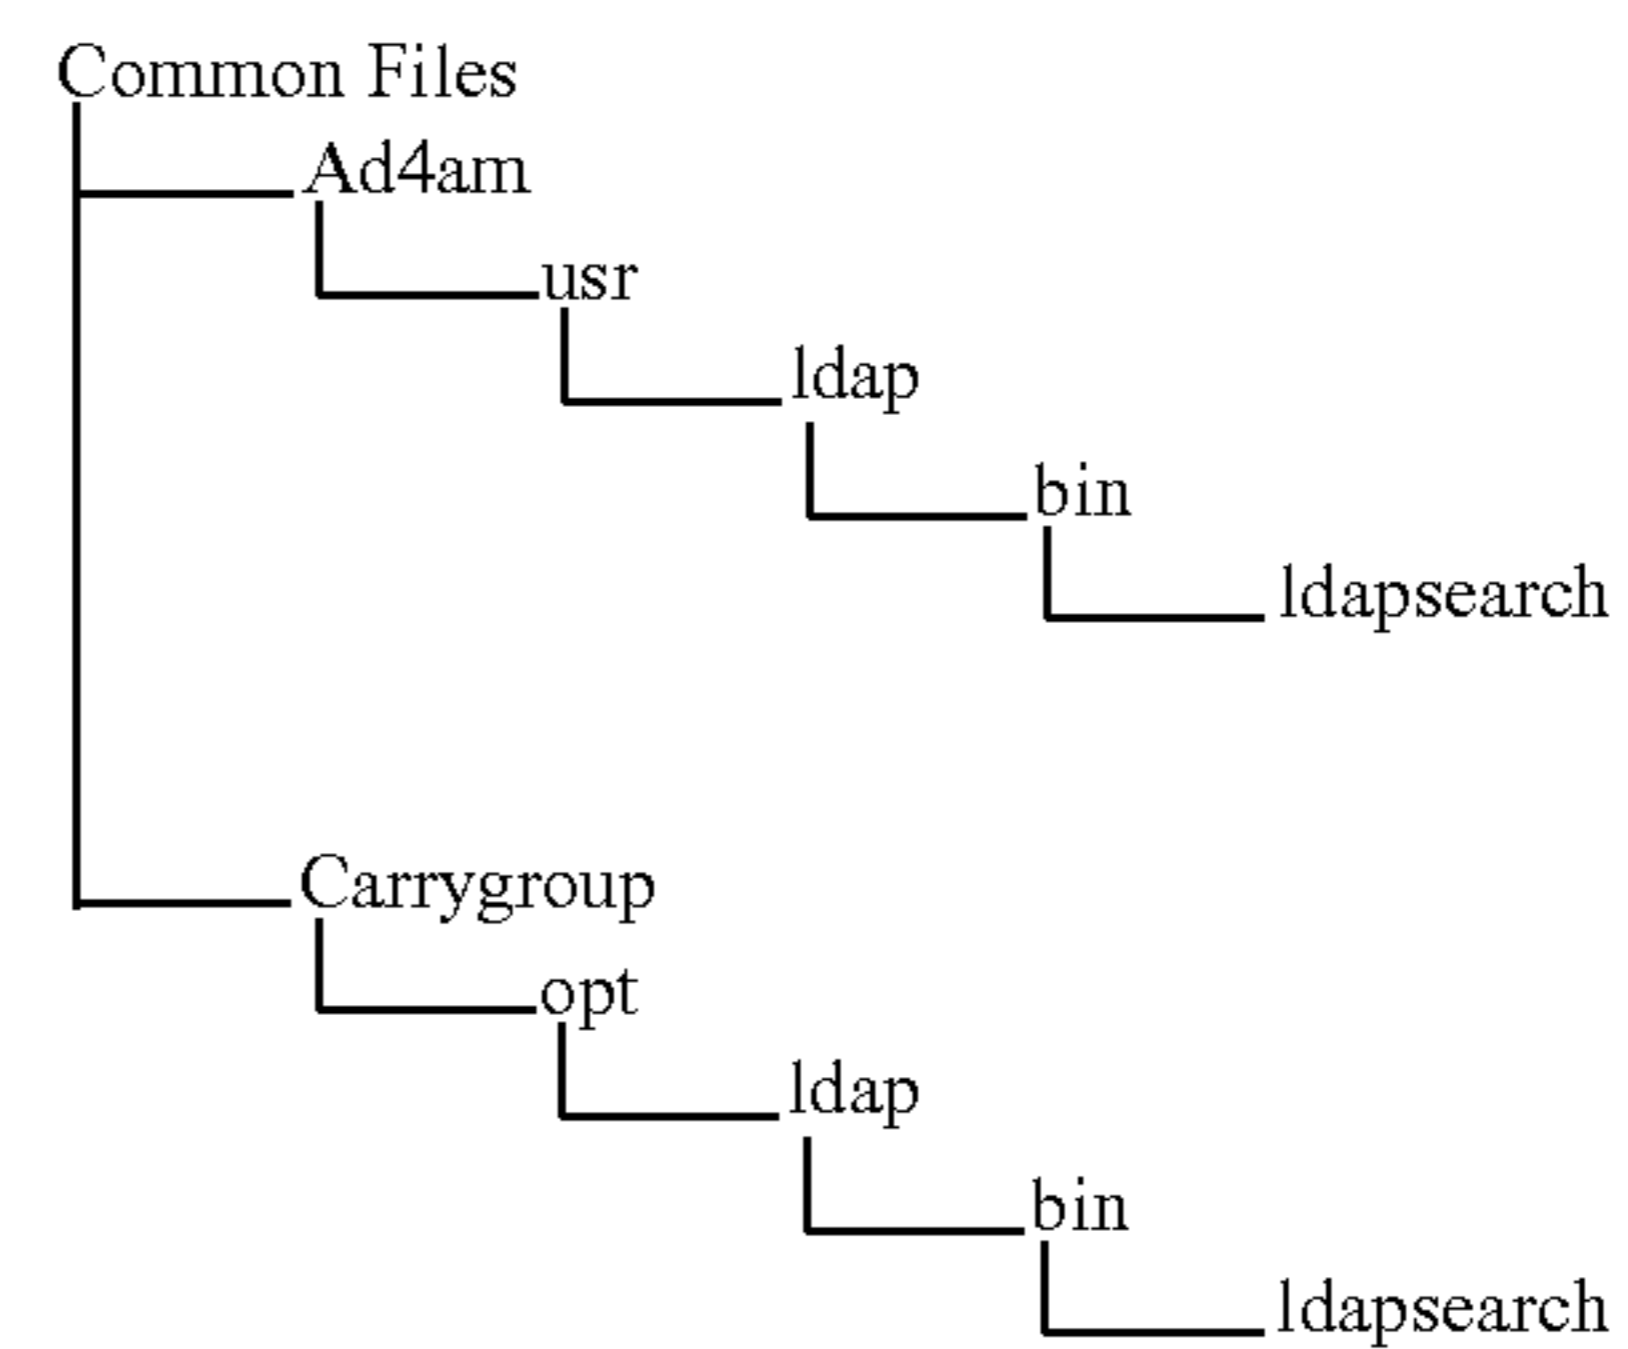 Common Files
Ad4am
usr
ldap
bin
ldapsearch
Carrygroup
opt
ldap
bin
ldapsearch